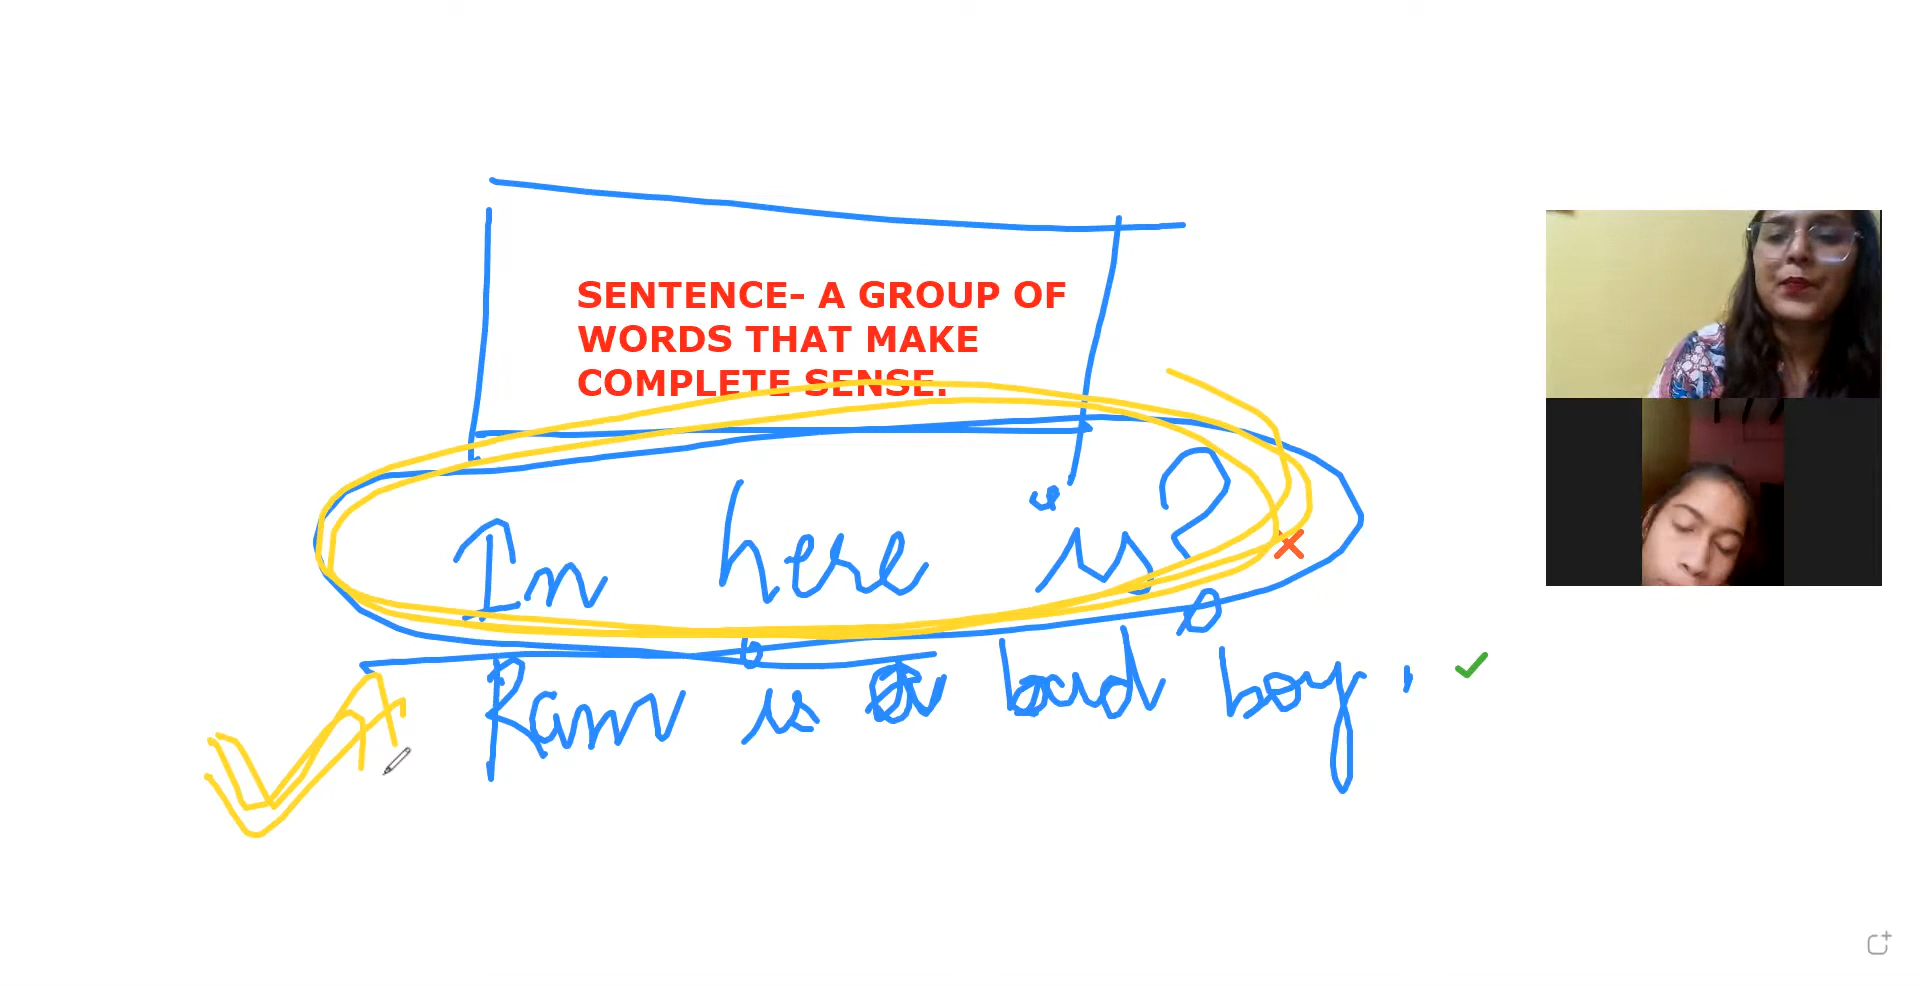 SENTENCE- A GROUP OF
WORDS THAT MAKE
COMPLETE SENSE.
In here is?
Ram is a bad boy.